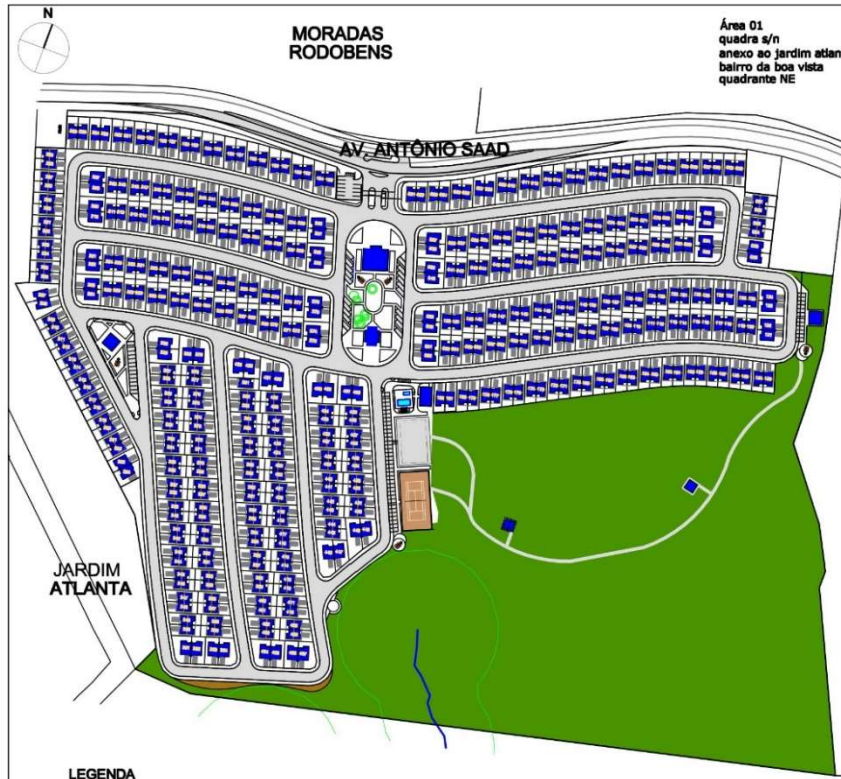 N
MORADAS
RODOBENS
Área 01
quadra s/n
anexo ao jardim atlan
bairro da boa vista
quadrante NE
AV. ANTÔNIO SAAD
JARDIM
ATLANTA
LEGENDA